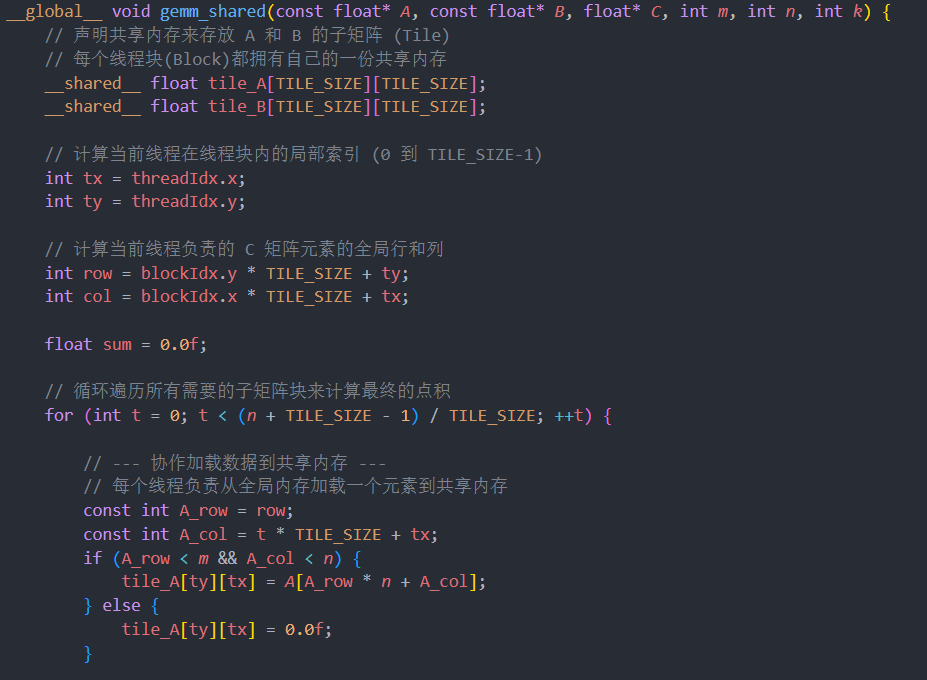 __global__ void gemm_shared(const float* A, const float* B, float* C, int m, int n, int k) {
    // 声明共享内存来存放 A 和 B 的子矩阵 (Tile)
    // 每个线程块(Block)都拥有自己的一份共享内存
    __shared__ float tile_A[TILE_SIZE][TILE_SIZE];
    __shared__ float tile_B[TILE_SIZE][TILE_SIZE];

    // 计算当前线程在线程块内的局部索引 (0 到 TILE_SIZE-1)
    int tx = threadIdx.x;
    int ty = threadIdx.y;

    // 计算当前线程负责的 C 矩阵元素的全局行和列
    int row = blockIdx.y * TILE_SIZE + ty;
    int col = blockIdx.x * TILE_SIZE + tx;

    float sum = 0.0f;

    // 循环遍历所有需要的子矩阵块来计算最终的点积
    for (int t = 0; t < (n + TILE_SIZE - 1) / TILE_SIZE; ++t) {

        // --- 协作加载数据到共享内存 ---
        // 每个线程负责从全局内存加载一个元素到共享内存
        const int A_row = row;
        const int A_col = t * TILE_SIZE + tx;
        if (A_row < m && A_col < n) {
            tile_A[ty][tx] = A[A_row * n + A_col];
        } else {
            tile_A[ty][tx] = 0.0f;
        }